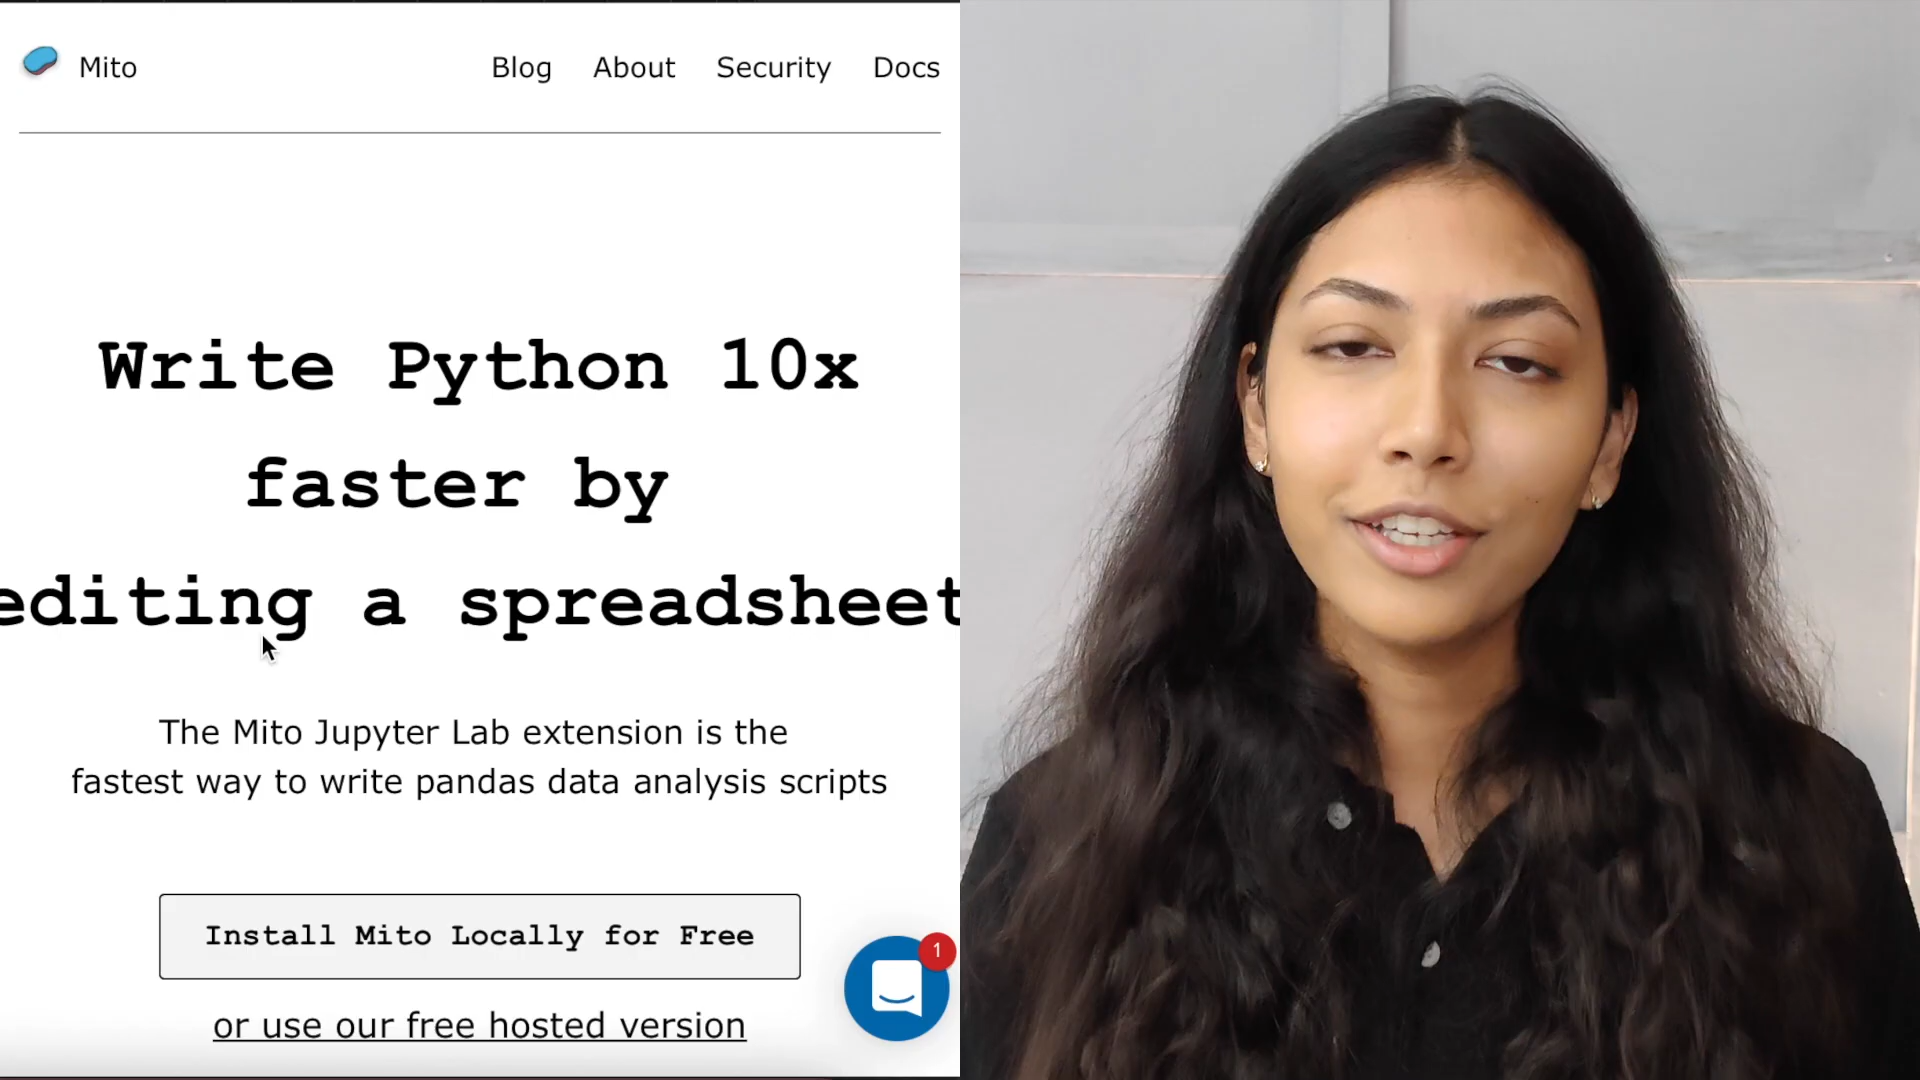 Mito
Blog About Security Docs
Write Python 10x
faster by
editing a spreadsheet
The Mito Jupyter Lab extension is the
fastest way to write pandas data analysis scripts
Install Mito Locally for Free
1
or use our free hosted version